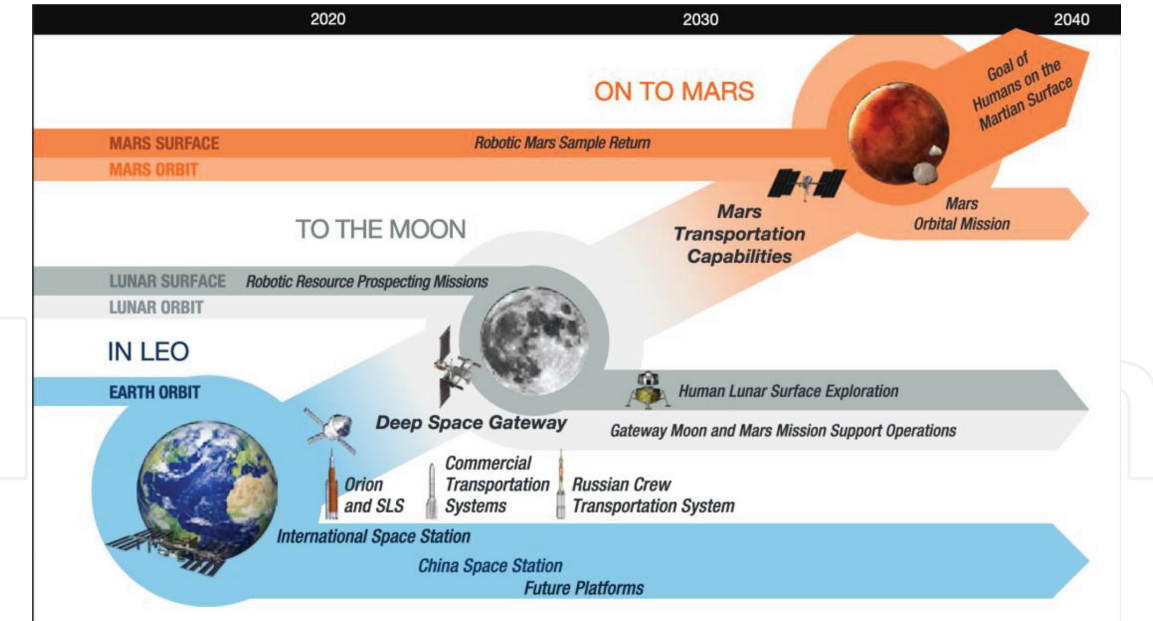 2020 2030 2040
Goal of
Humans on the
Martian Surface
ON TO MARS
MARS SURFACE Robotic Mars Sample Return
MARS ORBIT
Mars
Orbital Mission
Mars
Transportation
Capabilities
TO THE MOON
LUNAR SURFACE Robotic Resource Prospecting Missions
LUNAR ORBIT
IN LEO
EARTH ORBIT
Human Lunar Surface Exploration
Deep Space Gateway
Gateway Moon and Mars Mission Support Operations
Orion
and SLS
Commercial
Transportation
Systems
Russian Crew
Transportation System
International Space Station
China Space Station
Future Platforms